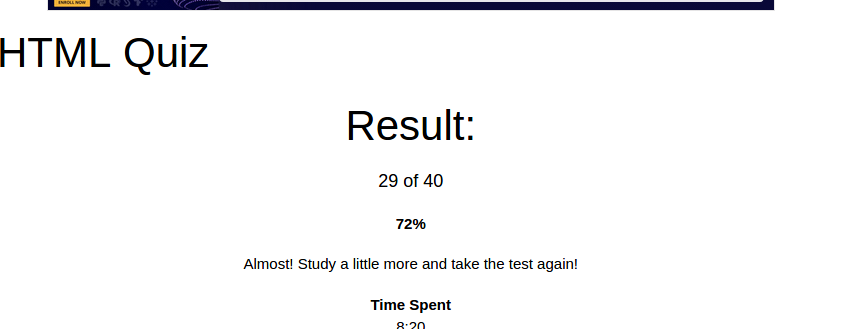 ENROLL NOW
HTML Quiz
Result:
29 of 40
72%
Almost! Study a little more and take the test again!
Time Spent
8:20